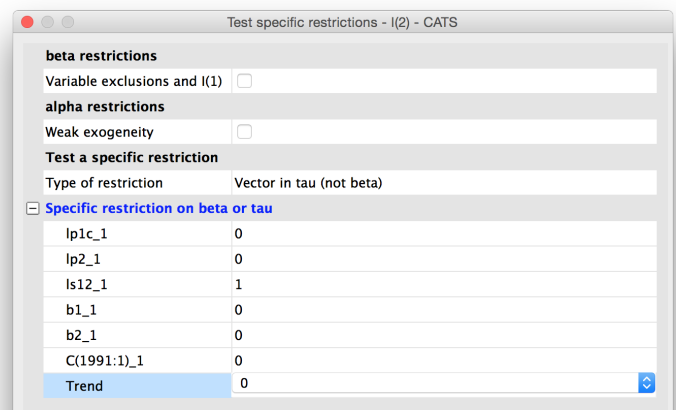 Test specific restrictions - I(2) - CATS
beta restrictions
Variable exclusions and I(1)
alpha restrictions
Weak exogeneity
Test a specific restriction
Type of restriction Vector in tau (not beta)
Specific restriction on beta or tau
lp1c_1 0
lp2_1 0
ls12_1 1
b1_1 0
b2_1 0
C(1991:1)_1 0
Trend 0